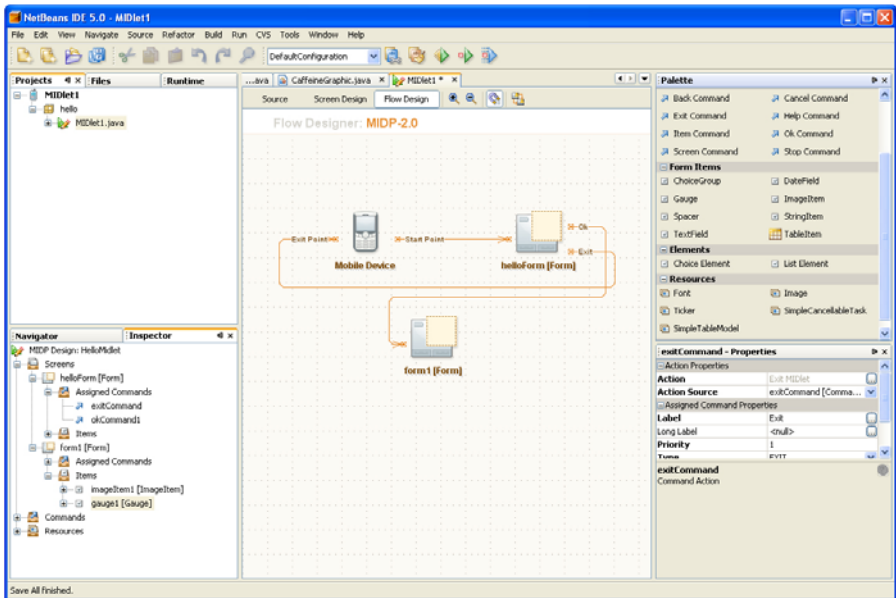 NetBeans IDE 5.0 - MIDlet1
File Edit View Navigate Source Refactor Build Run CVS Tools Window Help
DefaultConfiguration
Projects Files Runtime
MIDlet1
hello
MIDlet1.java
...ava CaffeineGraphic.java MIDlet1 *
Source Screen Design Flow Design
Flow Designer: MIDP-2.0
Exit Point Start Point Ok
Exit
Mobile Device helloForm [Form]
form1 [Form]
Navigator Inspector
MIDP Design: HelloMidlet
Screens
helloForm [Form]
Assigned Commands
exitCommand
okCommand1
Items
form1 [Form]
Assigned Commands
Items
imageItem1 [ImageItem]
gauge1 [Gauge]
Commands
Resources
Palette
Back Command Cancel Command
Exit Command Help Command
Item Command Ok Command
Screen Command Stop Command
Form Items
ChoiceGroup DateField
Gauge ImageItem
Spacer StringItem
TextField TableItem
Elements
Choice Element List Element
Resources
Font Image
Ticker SimpleCancellableTask
SimpleTableModel
exitCommand - Properties
Action Properties
Action Exit MIDlet
Action Source exitCommand [Comma...
Assigned Command Properties
Label Exit
Long Label <null>
Priority 1
Type EXIT
exitCommand
Command Action
Save All finished.